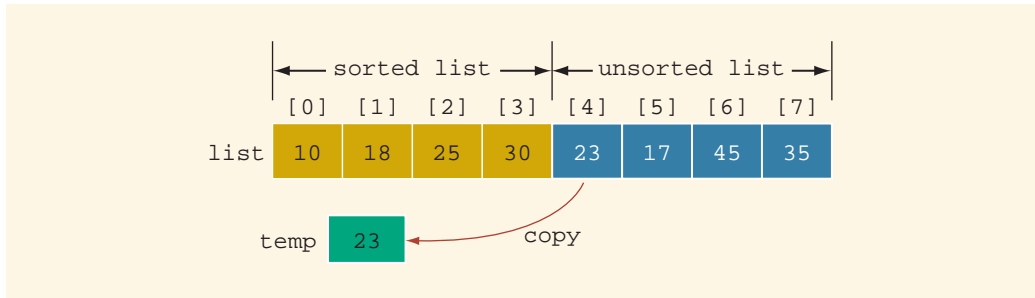 sorted list unsorted list
[0] [1] [2] [3] [4] [5] [6] [7]
list 10 18 25 30 23 17 45 35
temp 23 copy